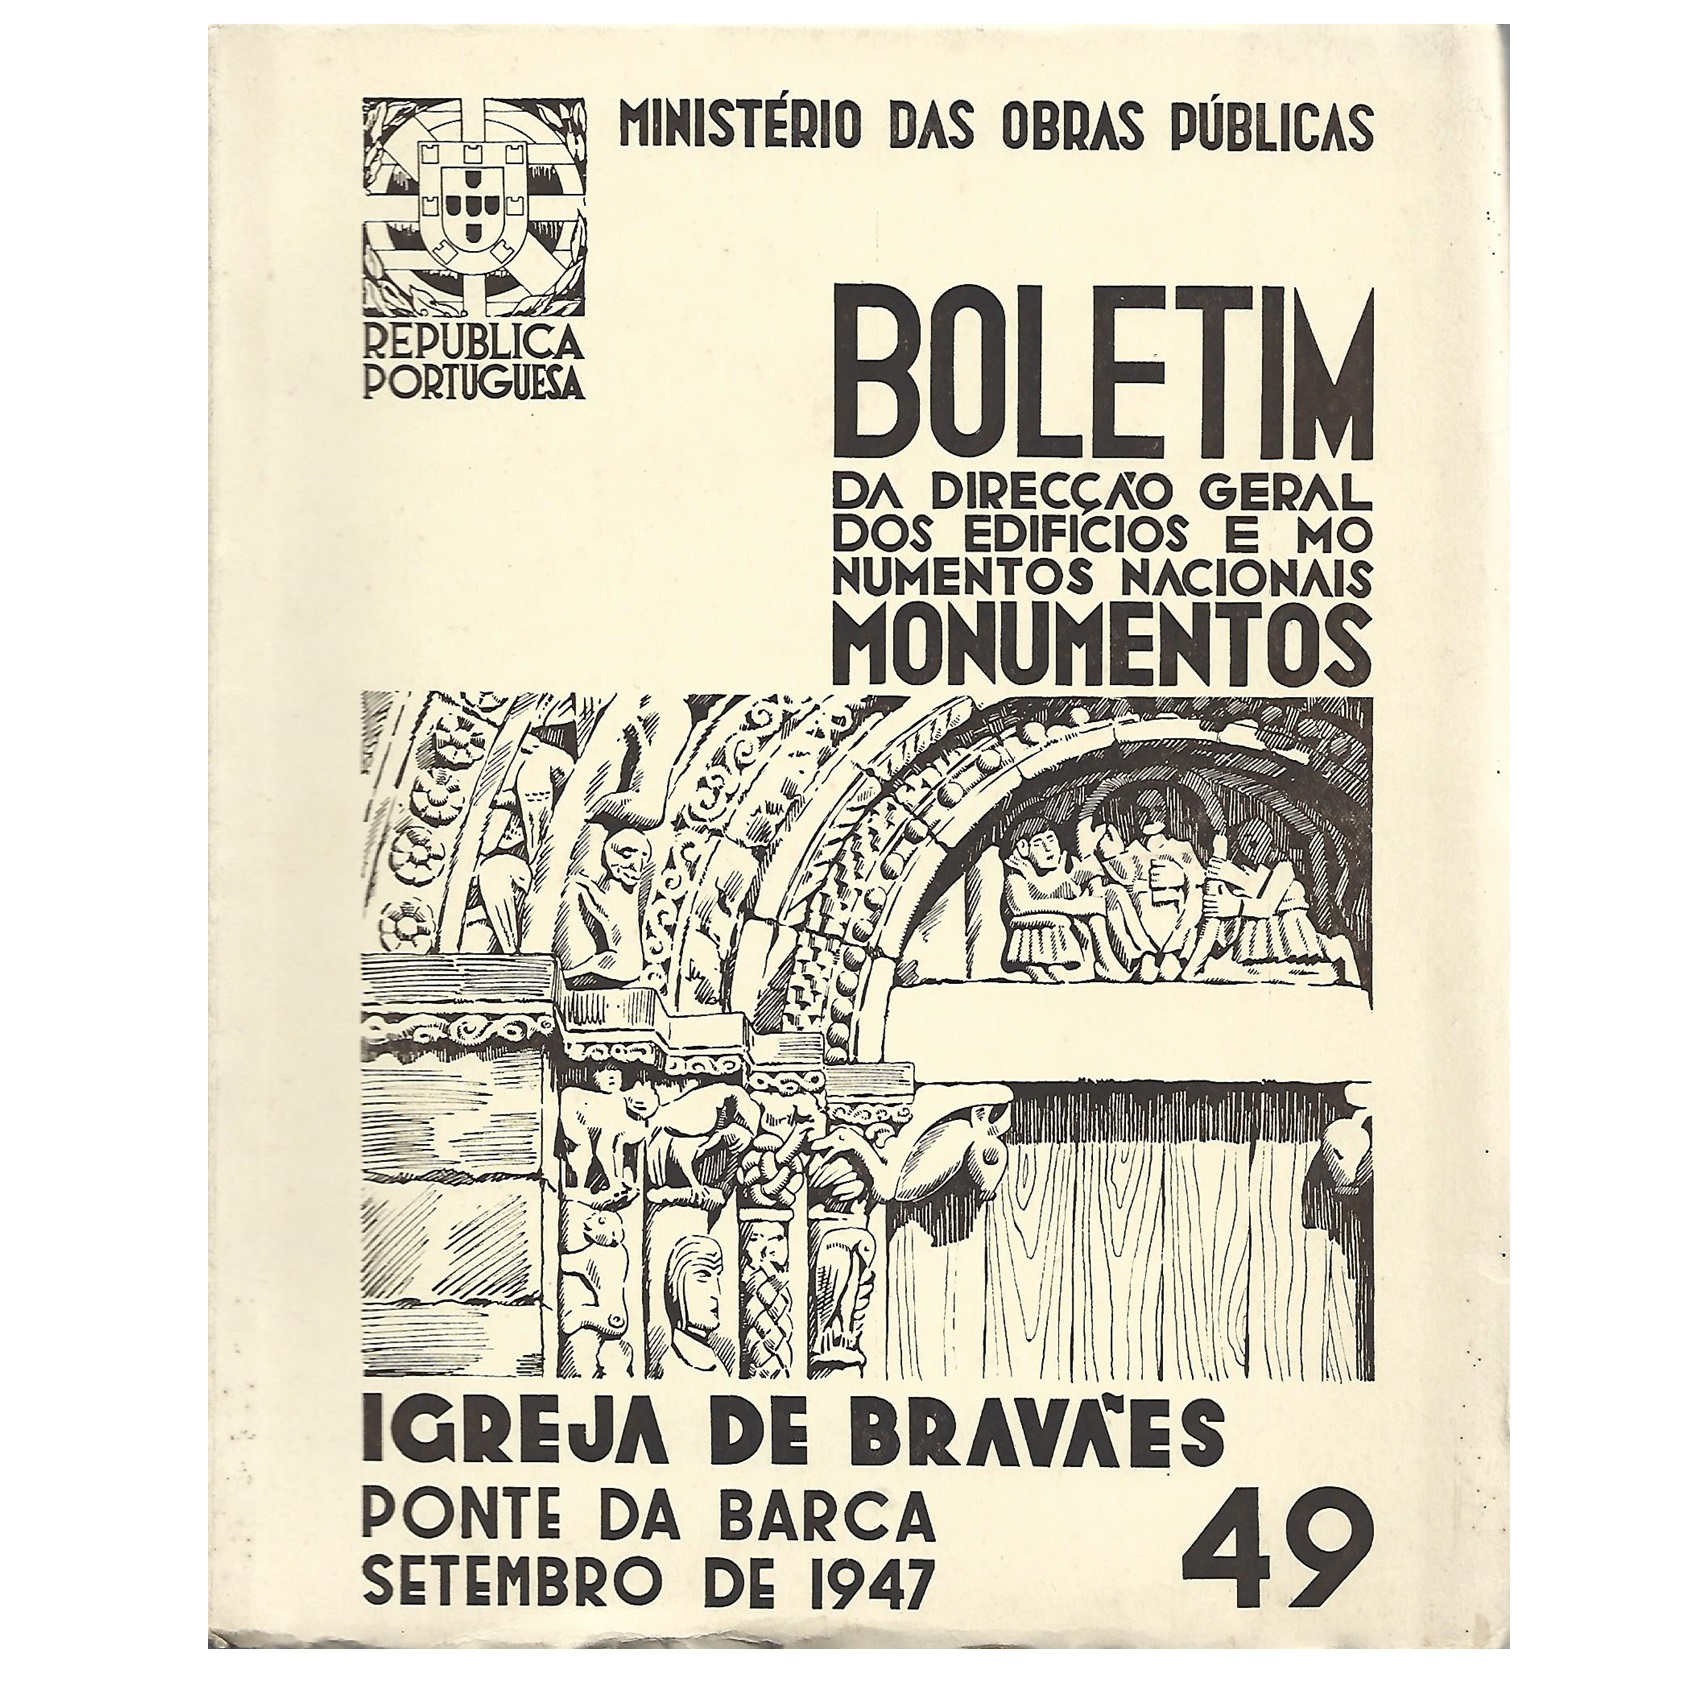 MINISTÉRIO DAS OBRAS PÚBLICAS
REPUBLICA
PORTUGUESA
BOLETIM
DA DIRECÇÃO GERAL
DOS EDIFÍCIOS E MO
NUMENTOS NACIONAIS
MONUMENTOS
IGREJA DE BRAVÃES
PONTE DA BARCA
SETEMBRO DE 1947
49